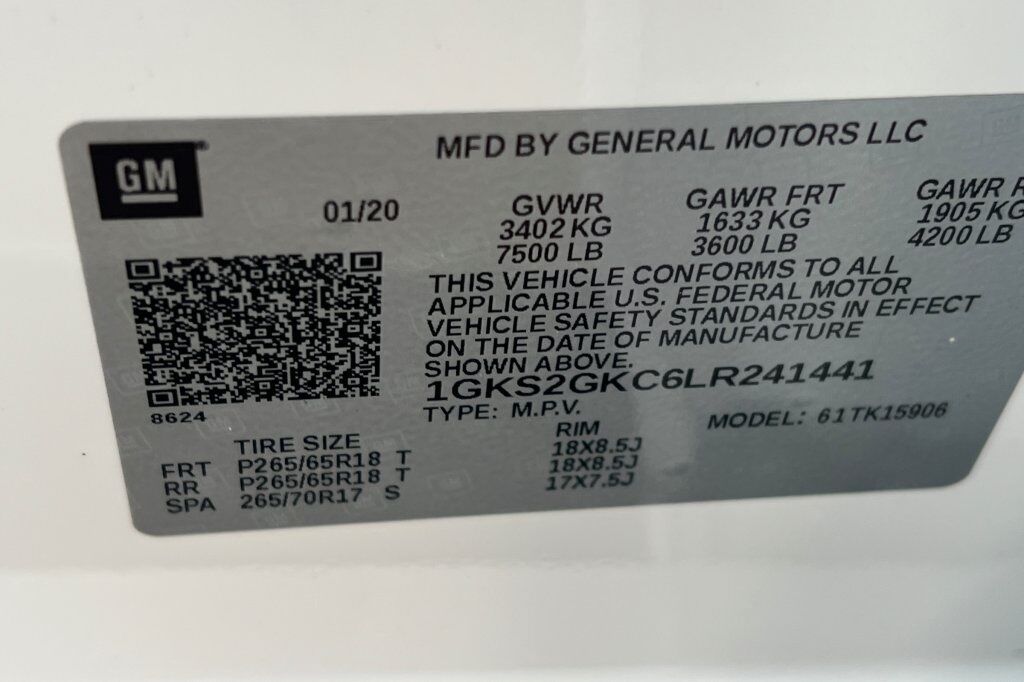 GM
MFD BY GENERAL MOTORS LLC
01/20
GVWR
3402 KG
7500 LB
GAWR FRT
1633 KG
3600 LB
GAWR R
1905 KG
4200 LB
THIS VEHICLE CONFORMS TO ALL
APPLICABLE U.S. FEDERAL MOTOR
VEHICLE SAFETY STANDARDS IN EFFECT
ON THE DATE OF MANUFACTURE
SHOWN ABOVE.
1GKS2GKC6LR241441
TYPE: M.P.V.
MODEL: 61TK15906
8624
TIRE SIZE RIM
FRT P265/65R18 T 18X8.5J
RR P265/65R18 T 18X8.5J
SPA 265/70R17 S 17X7.5J